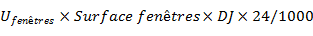 U_fenêtres × Surface fenêtres × DJ × 24/1000